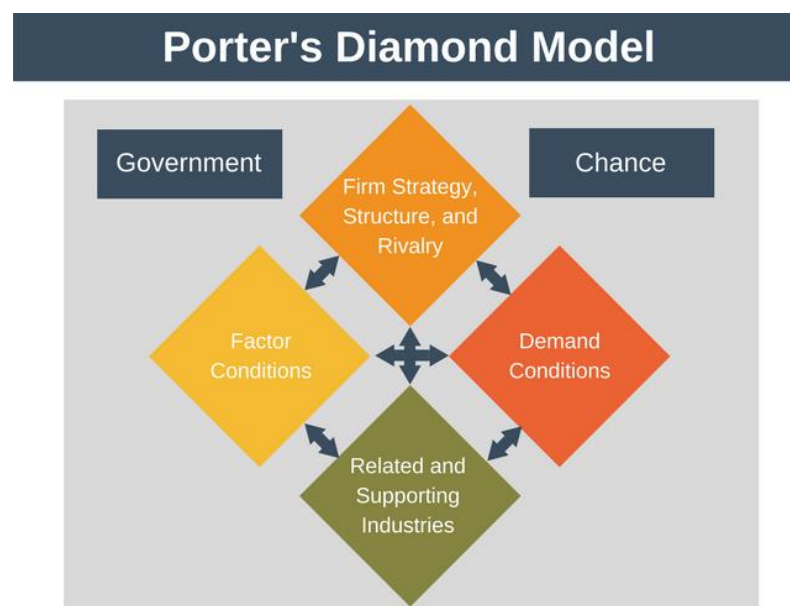 Porter's Diamond Model
Government
Chance
Firm Strategy,
Structure, and
Rivalry
Factor
Conditions
Demand
Conditions
Related and
Supporting
Industries